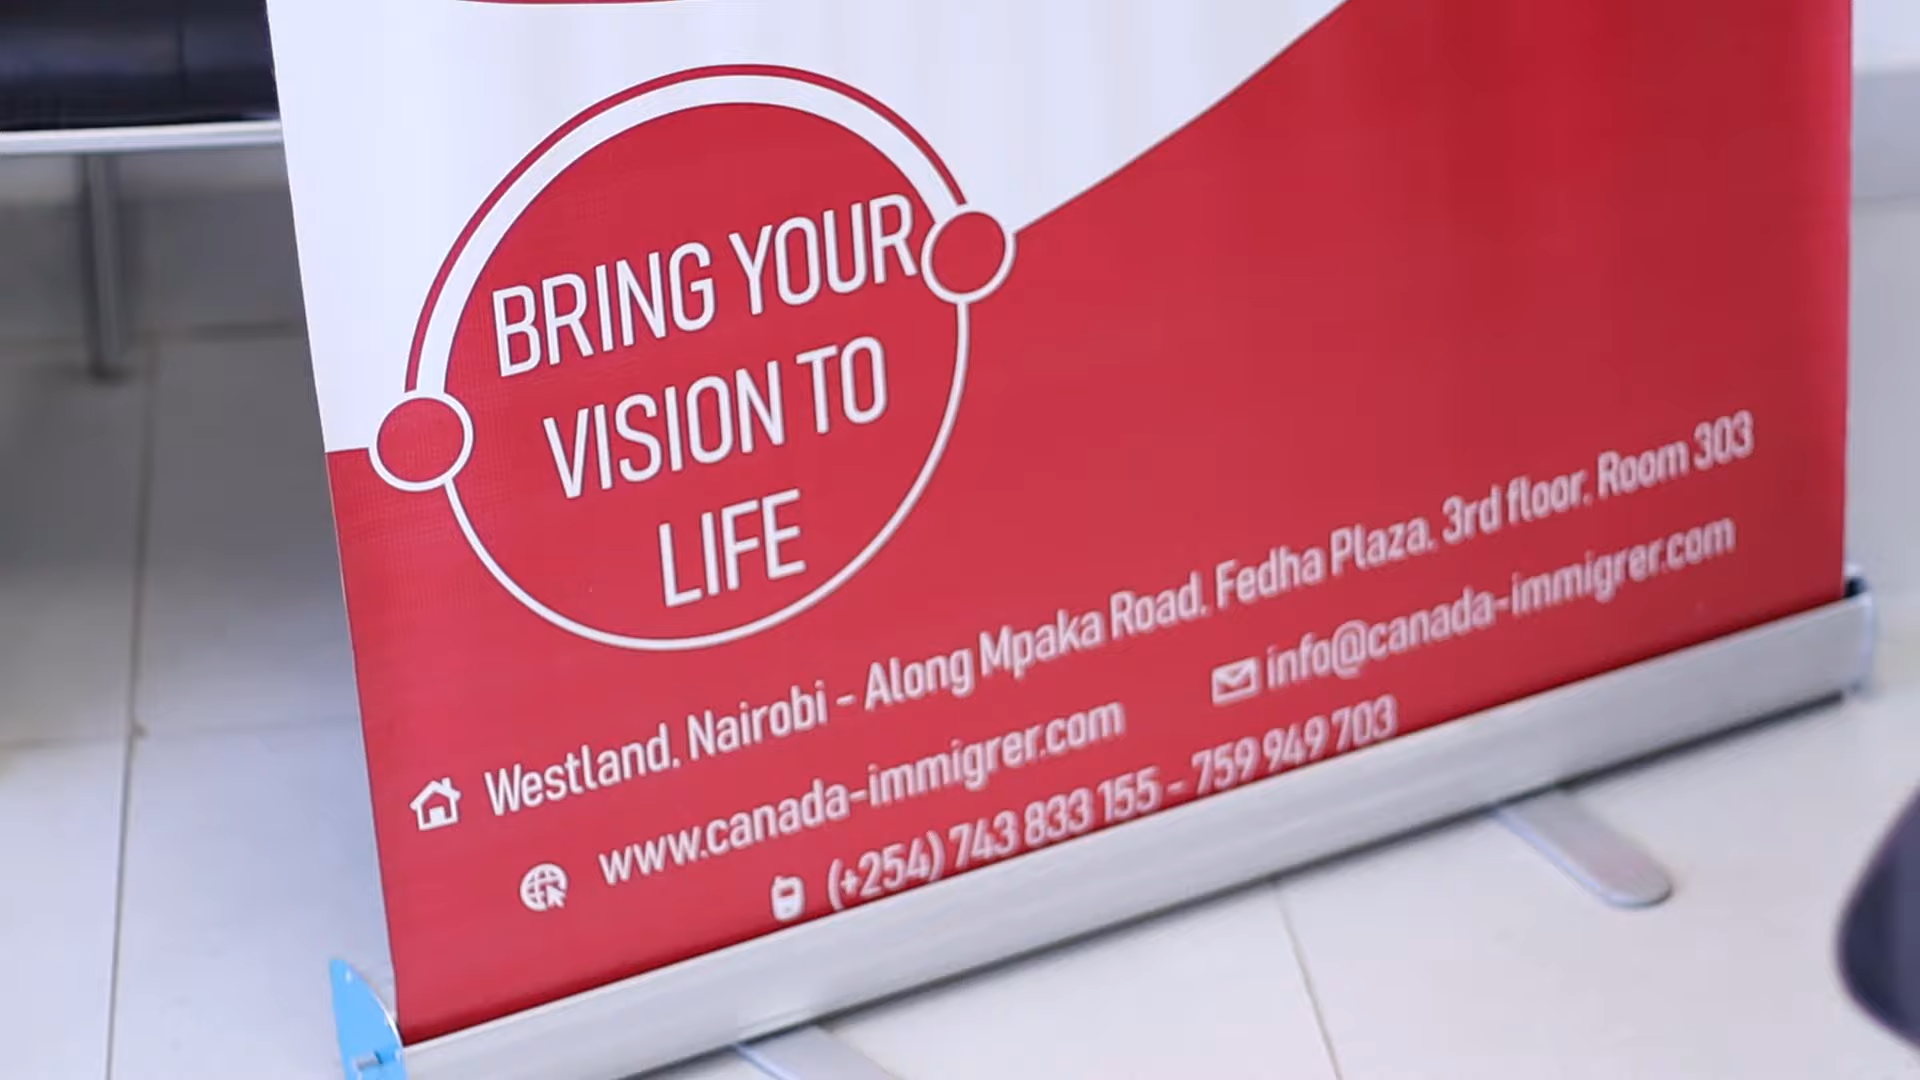 BRING YOUR
VISION TO
LIFE
Westland, Nairobi - Along Mpaka Road, Fedha Plaza, 3rd floor, Room 303
www.canada-immigrer.com info@canada-immigrer.com
(+254) 743 833 155 - 759 949 703